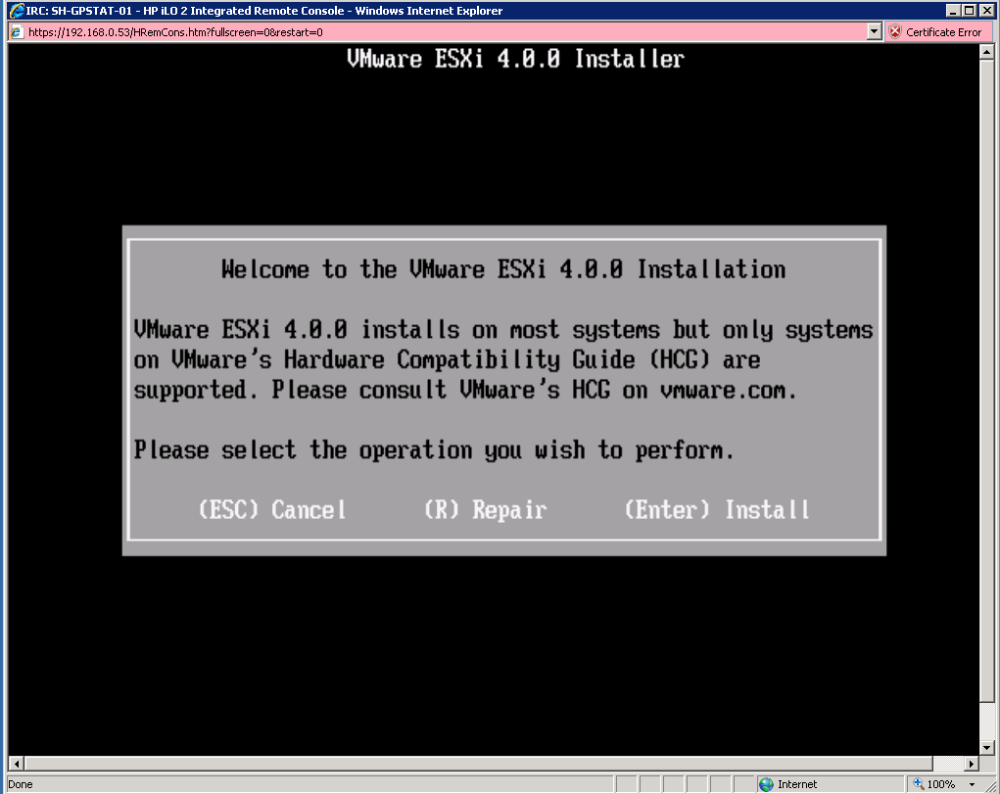 IRC: SH-GPSTAT-01 - HP iLO 2 Integrated Remote Console - Windows Internet Explorer
https://192.168.0.53/HRemCons.htm?fullscreen=0&restart=0
Certificate Error
VMware ESXi 4.0.0 Installer
Welcome to the VMware ESXi 4.0.0 Installation
VMware ESXi 4.0.0 installs on most systems but only systems
on VMware's Hardware Compatibility Guide (HCG) are
supported. Please consult VMware's HCG on vmware.com.
Please select the operation you wish to perform.
(ESC) Cancel (R) Repair (Enter) Install
Done Internet 100%